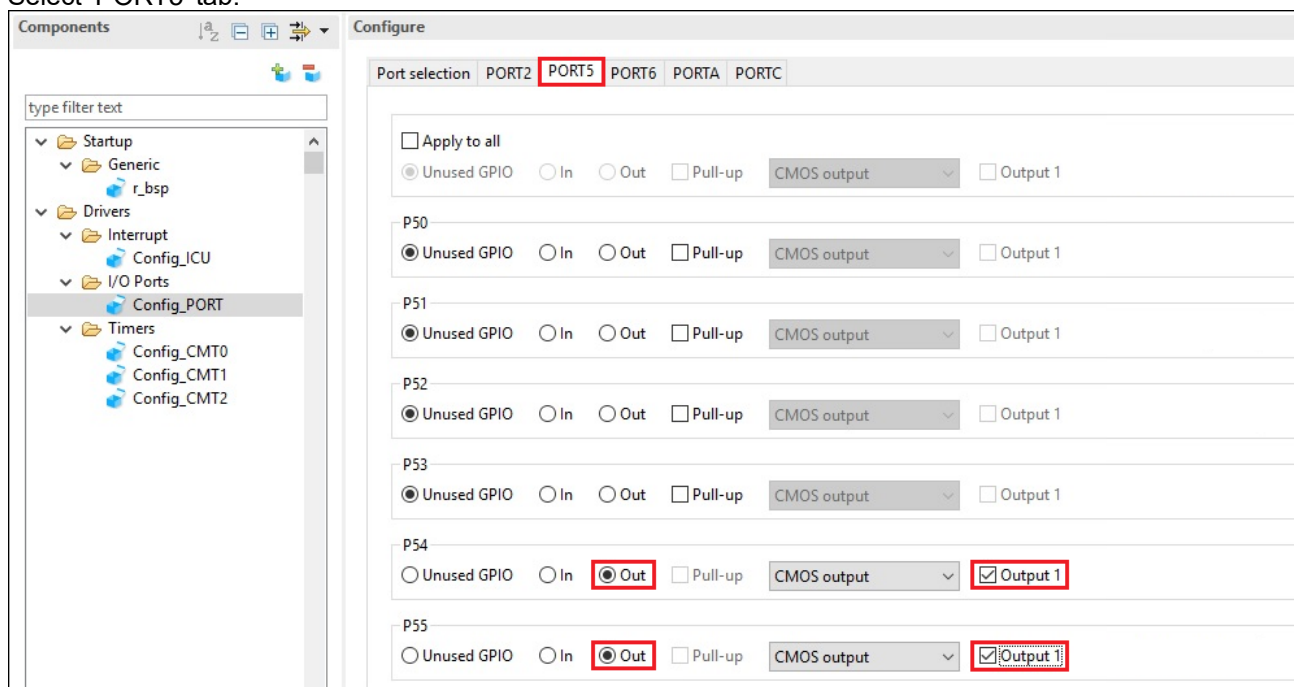 Select 'PORT5' tab.
Components
Configure
type filter text
Startup
Generic
r_bsp
Drivers
Interrupt
Config_ICU
I/O Ports
Config_PORT
Timers
Config_CMT0
Config_CMT1
Config_CMT2
Port selection PORT2 PORT5 PORT6 PORTA PORTC
Apply to all
Unused GPIO In Out Pull-up CMOS output Output 1
P50
Unused GPIO In Out Pull-up CMOS output Output 1
P51
Unused GPIO In Out Pull-up CMOS output Output 1
P52
Unused GPIO In Out Pull-up CMOS output Output 1
P53
Unused GPIO In Out Pull-up CMOS output Output 1
P54
Unused GPIO In Out Pull-up CMOS output Output 1
P55
Unused GPIO In Out Pull-up CMOS output Output 1